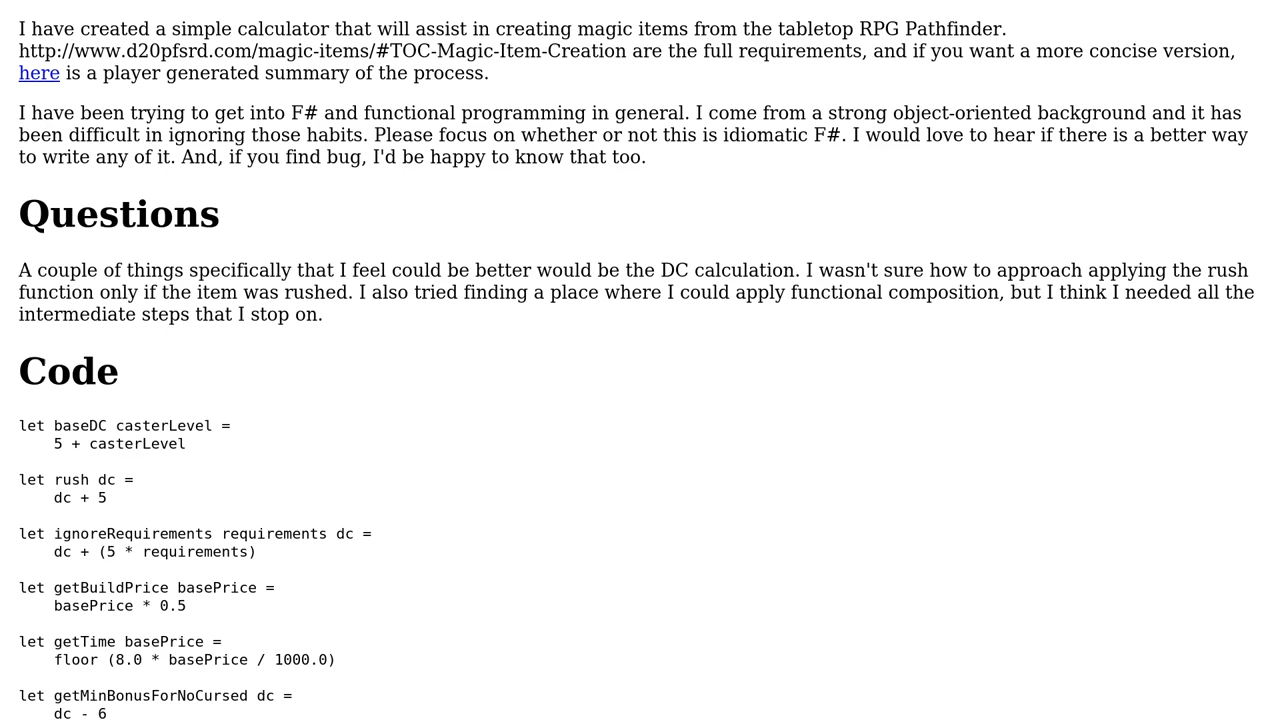 I have created a simple calculator that will assist in creating magic items from the tabletop RPG Pathfinder.
http://www.d20pfsrd.com/magic-items/#TOC-Magic-Item-Creation are the full requirements, and if you want a more concise version,
here is a player generated summary of the process.
I have been trying to get into F# and functional programming in general. I come from a strong object-oriented background and it has
been difficult in ignoring those habits. Please focus on whether or not this is idiomatic F#. I would love to hear if there is a better way
to write any of it. And, if you find bug, I'd be happy to know that too.
Questions
A couple of things specifically that I feel could be better would be the DC calculation. I wasn't sure how to approach applying the rush
function only if the item was rushed. I also tried finding a place where I could apply functional composition, but I think I needed all the
intermediate steps that I stop on.
Code
let baseDC casterLevel =
    5 + casterLevel
let rush dc =
    dc + 5
let ignoreRequirements requirements dc =
    dc + (5 * requirements)
let getBuildPrice basePrice =
    basePrice * 0.5
let getTime basePrice =
    floor (8.0 * basePrice / 1000.0)
let getMinBonusForNoCursed dc =
    dc - 6